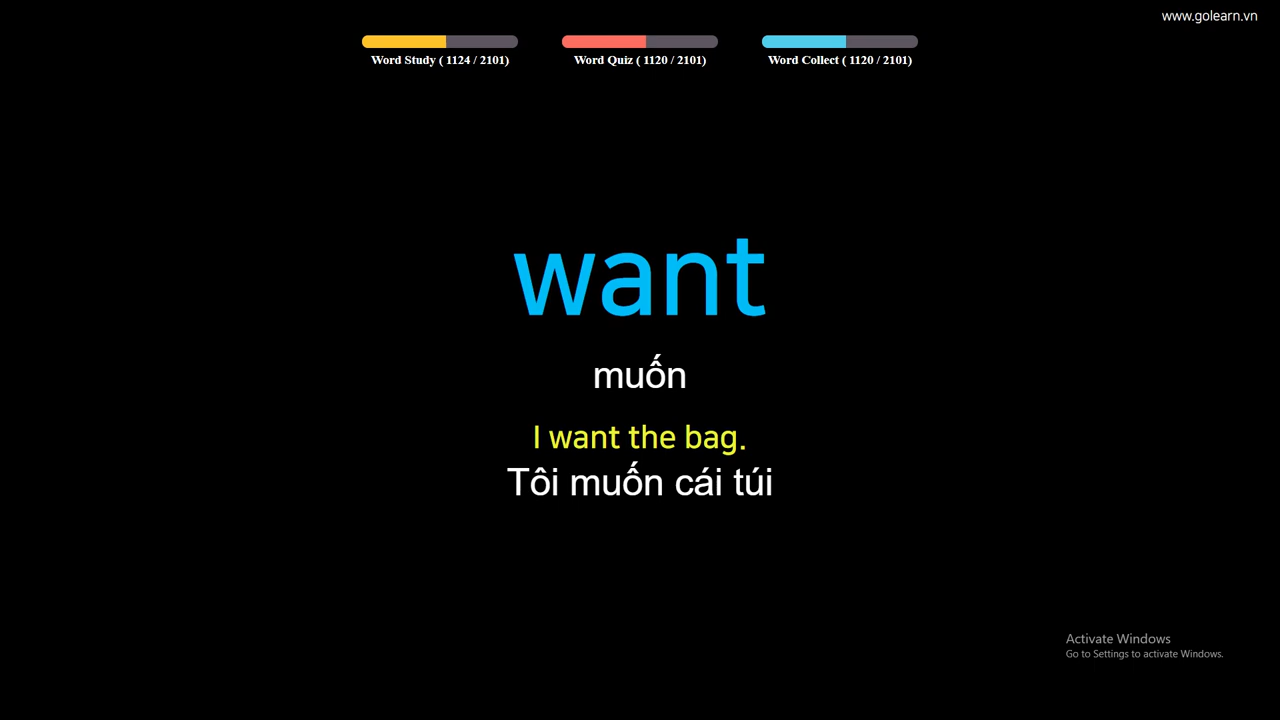 www.golearn.vn
Word Study ( 1124 / 2101)
Word Quiz ( 1120 / 2101)
Word Collect ( 1120 / 2101)
want
muốn
I want the bag.
Tôi muốn cái túi
Activate Windows
Go to Settings to activate Windows.